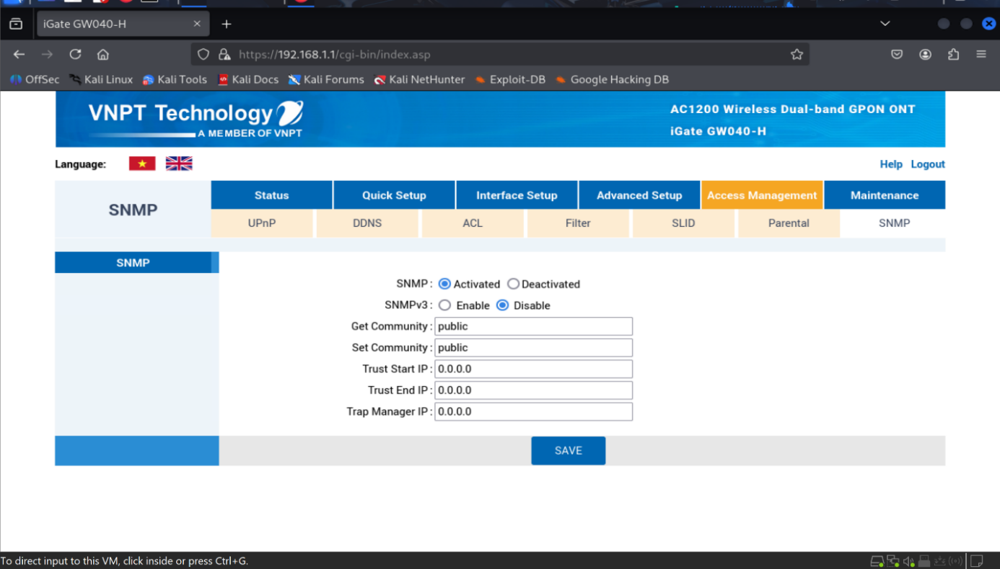 iGate GW040-H
https://192.168.1.1/cgi-bin/index.asp
OffSec Kali Linux Kali Tools Kali Docs Kali Forums Kali NetHunter Exploit-DB Google Hacking DB
VNPT Technology
A MEMBER OF VNPT
AC1200 Wireless Dual-band GPON ONT
iGate GW040-H
Language:
Help Logout
SNMP
Status Quick Setup Interface Setup Advanced Setup Access Management Maintenance
UPnP DDNS ACL Filter SLID Parental SNMP
SNMP
SNMP : Activated Deactivated
SNMPv3 : Enable Disable
Get Community : public
Set Community : public
Trust Start IP : 0.0.0.0
Trust End IP : 0.0.0.0
Trap Manager IP : 0.0.0.0
SAVE
To direct input to this VM, click inside or press Ctrl+G.